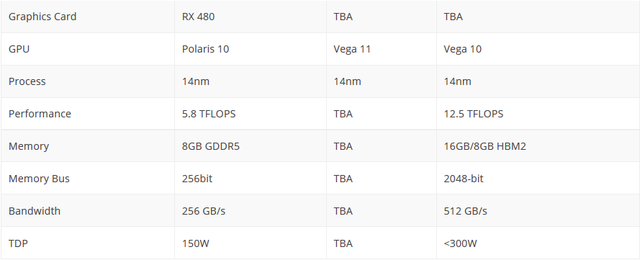 Graphics Card RX 480 TBA TBA
GPU Polaris 10 Vega 11 Vega 10
Process 14nm 14nm 14nm
Performance 5.8 TFLOPS TBA 12.5 TFLOPS
Memory 8GB GDDR5 TBA 16GB/8GB HBM2
Memory Bus 256bit TBA 2048-bit
Bandwidth 256 GB/s TBA 512 GB/s
TDP 150W TBA <300W